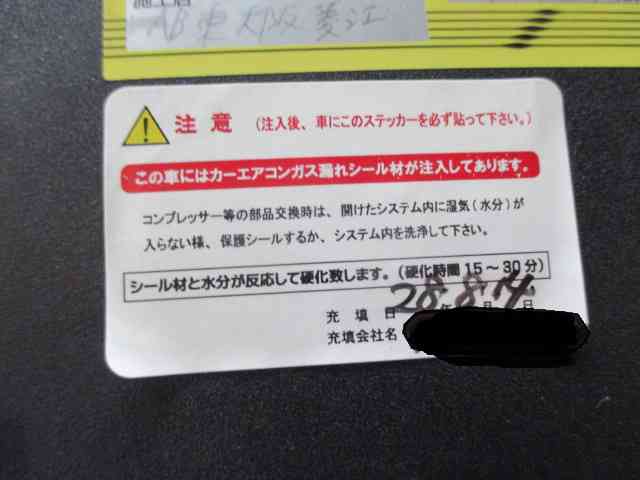 施工店
AB東大阪菱江
注意 (注入後、車にこのステッカーを必ず貼って下さい。)
この車にはカーエアコンガス漏れシール材が注入してあります。
コンプレッサー等の部品交換時は、開けたシステム内に湿気(水分)が
入らない様、保護シールするか、システム内を洗浄して下さい。
シール材と水分が反応して硬化致します。(硬化時間15～30分)
充填日 28年8月14日
充填会社名